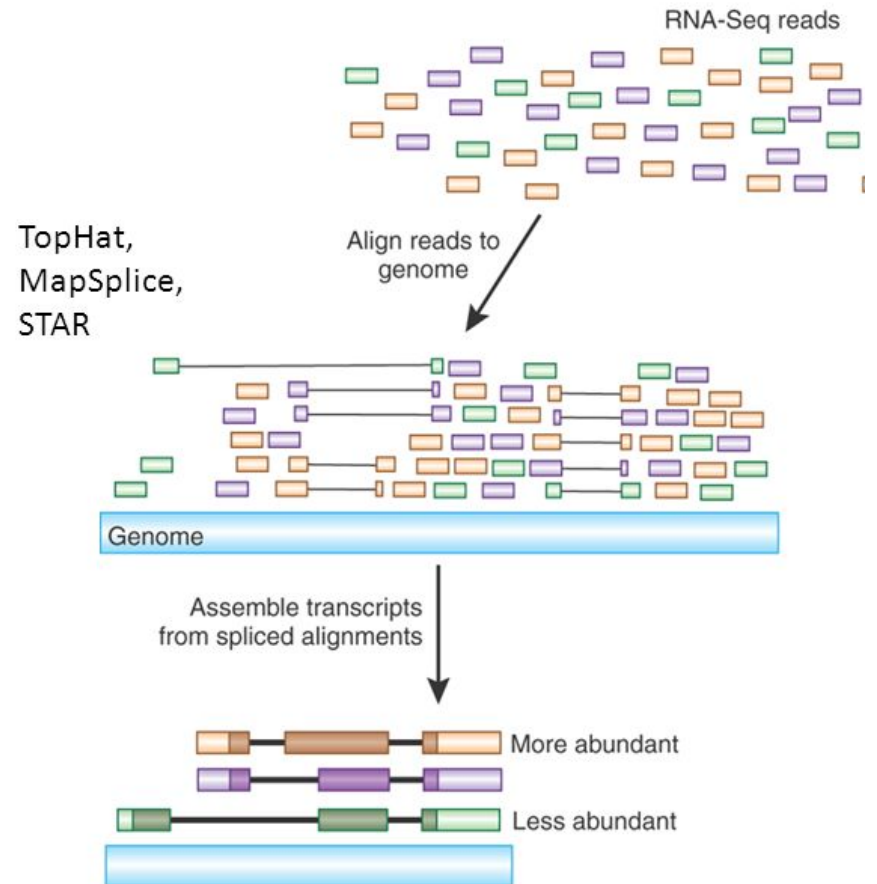 RNA-Seq reads
TopHat,
MapSplice,
STAR
Align reads to
genome
Genome
Assemble transcripts
from spliced alignments
More abundant
Less abundant